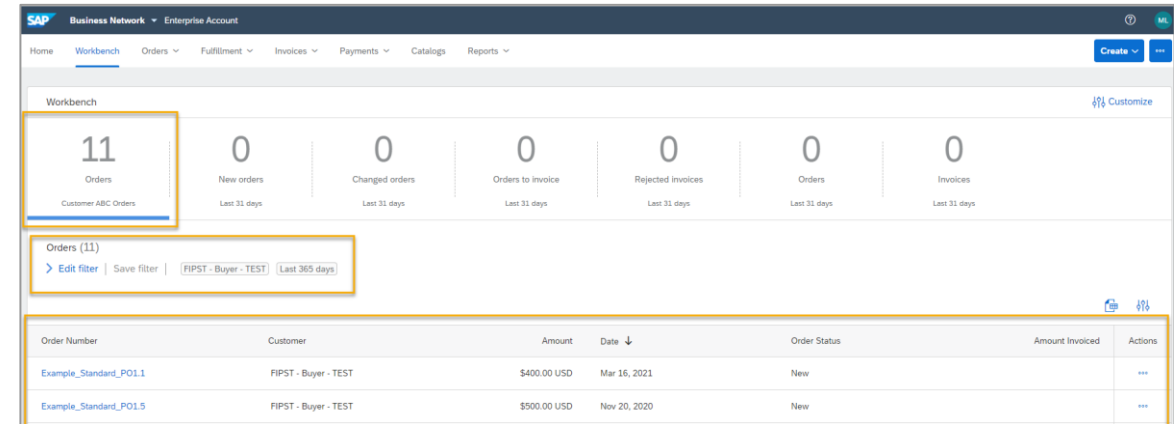 SAP Business Network Enterprise Account ML
Home Workbench Orders Fulfillment Invoices Payments Catalogs Reports Create
Workbench Customize
11 0 0 0 0 0 0
Orders New orders Changed orders Orders to invoice Rejected invoices Orders Invoices
Customer ABC Orders Last 31 days Last 31 days Last 31 days Last 31 days Last 31 days Last 31 days
Orders (11)
Edit filter | Save filter | FIPST - Buyer - TEST Last 365 days
Order Number Customer Amount Date ↓ Order Status Amount Invoiced Actions
Example_Standard_PO1.1 FIPST - Buyer - TEST $400.00 USD Mar 16, 2021 New
Example_Standard_PO1.5 FIPST - Buyer - TEST $500.00 USD Nov 20, 2020 New